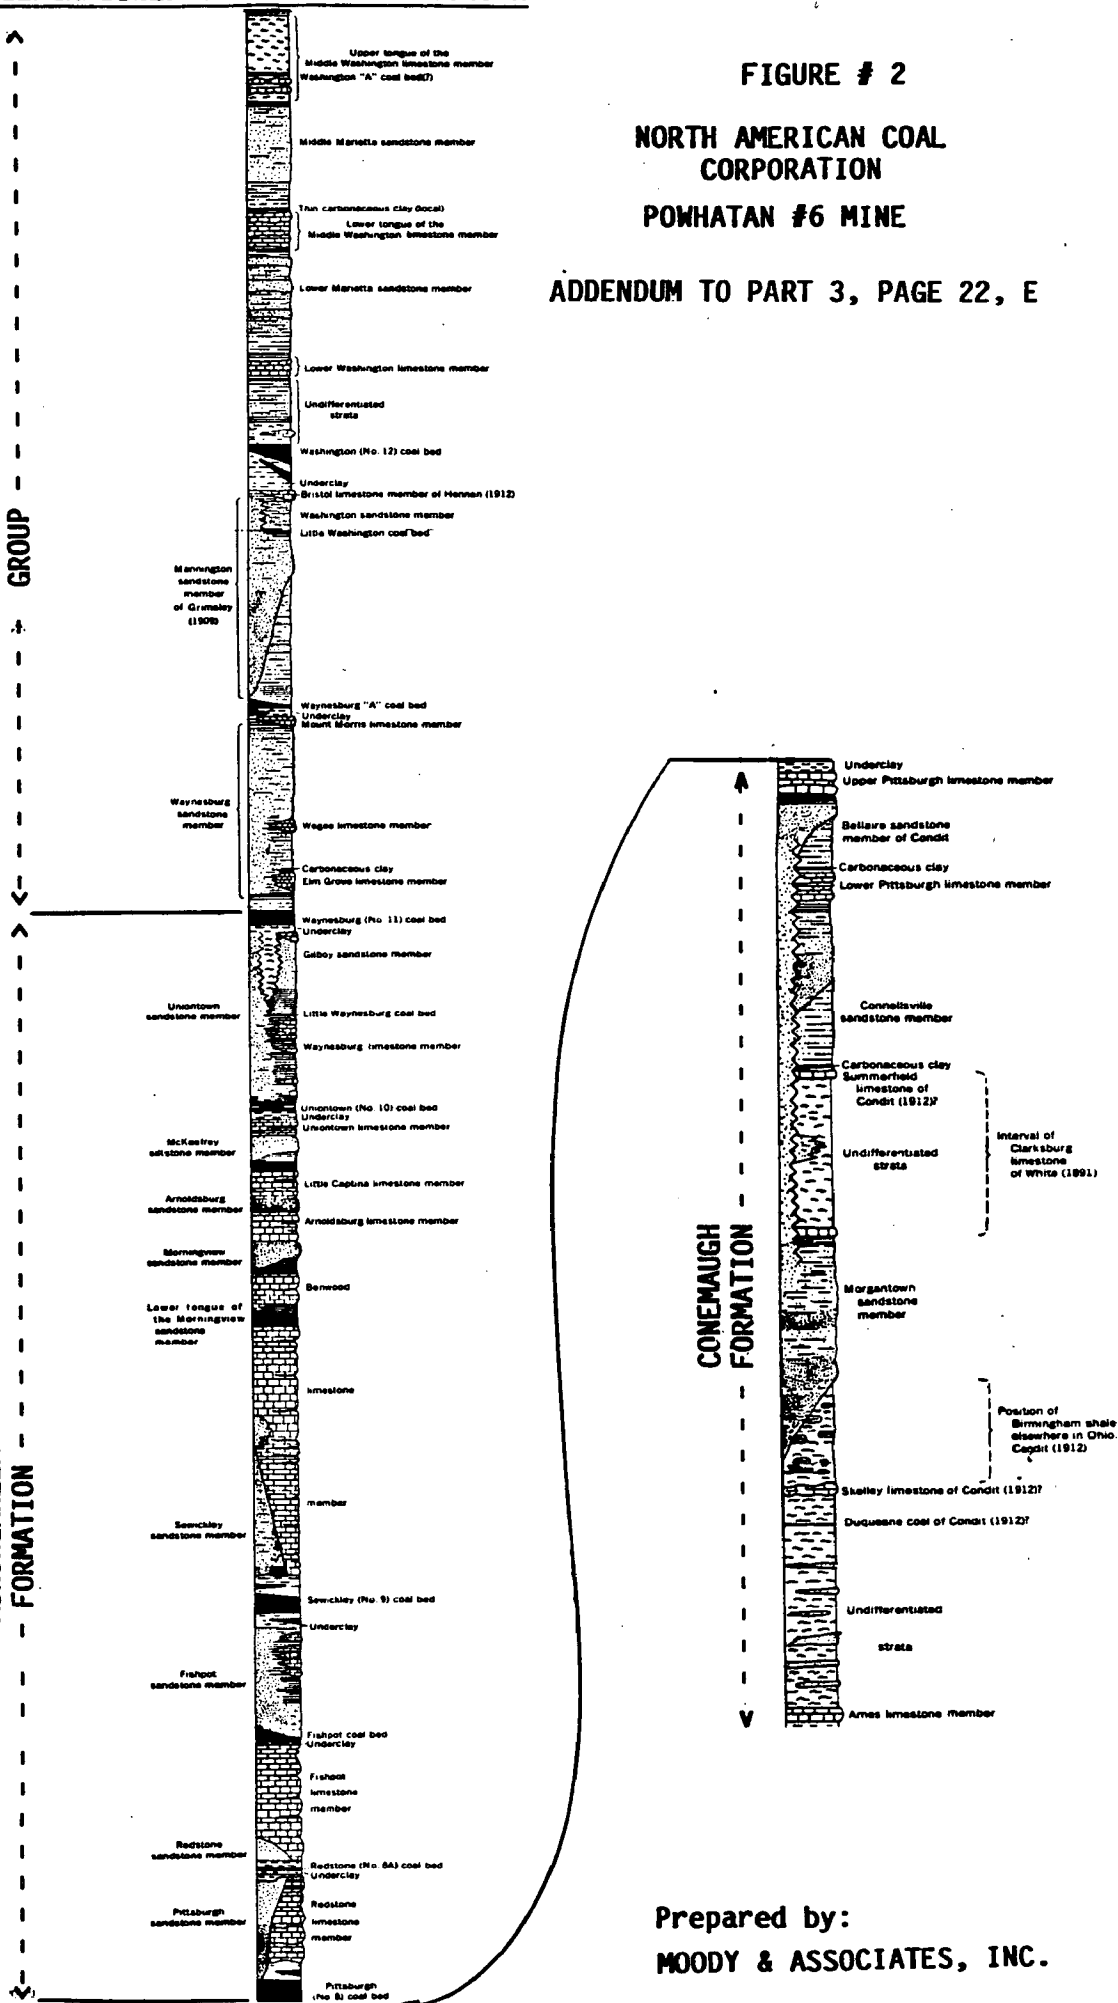 FIGURE # 2
NORTH AMERICAN COAL
CORPORATION
POWHATAN #6 MINE
ADDENDUM TO PART 3, PAGE 22, E
GROUP
FORMATION
Upper tongue of the
Middle Washington limestone member
Washington "A" coal bed(?)
Middle Marietta sandstone member
Thin carbonaceous clay (local)
Lower tongue of the
Middle Washington limestone member
Lower Marietta sandstone member
Lower Washington limestone member
Undifferentiated
strata
Washington (No. 12) coal bed
Underclay
Bristol limestone member of Hennen (1912)
Washington sandstone member
Little Washington coal bed
Mannington
sandstone
member
of Grimsley
(1909)
Waynesburg "A" coal bed
Underclay
Mount Morris limestone member
Waynesburg
sandstone
member
Wegee limestone member
Carbonaceous clay
Elm Grove limestone member
Waynesburg (No. 11) coal bed
Underclay
Gilboy sandstone member
Uniontown
sandstone member
Little Waynesburg coal bed
Waynesburg limestone member
Uniontown (No. 10) coal bed
Underclay
Uniontown limestone member
McKeefrey
siltstone member
Little Captina limestone member
Arnoldsburg
sandstone member
Arnoldsburg limestone member
Morningview
sandstone member
Benwood
Lower tongue of
the Morningview
sandstone
member
limestone
member
Sewickley
sandstone member
Sewickley (No. 9) coal bed
Underclay
Fishpot
sandstone member
Fishpot coal bed
Underclay
Fishpot
limestone
member
Redstone
sandstone member
Redstone (No. 8A) coal bed
Underclay
Pittsburgh
sandstone member
Redstone
limestone
member
Pittsburgh
(No 8) coal bed
CONEMAUGH
FORMATION
Underclay
Upper Pittsburgh limestone member
Bellaire sandstone
member of Condit
Carbonaceous clay
Lower Pittsburgh limestone member
Connellsville
sandstone member
Carbonaceous clay
Summerfield
limestone of
Condit (1912)?
Undifferentiated
strata
Interval of
Clarksburg
limestone
of White (1891)
Morgantown
sandstone
member
Position of
Birmingham shale
elsewhere in Ohio.
Condit (1912)
Skelley limestone of Condit (1912)?
Duquesne coal of Condit (1912)?
Undifferentiated
strata
Ames limestone member
Prepared by:
MOODY & ASSOCIATES, INC.